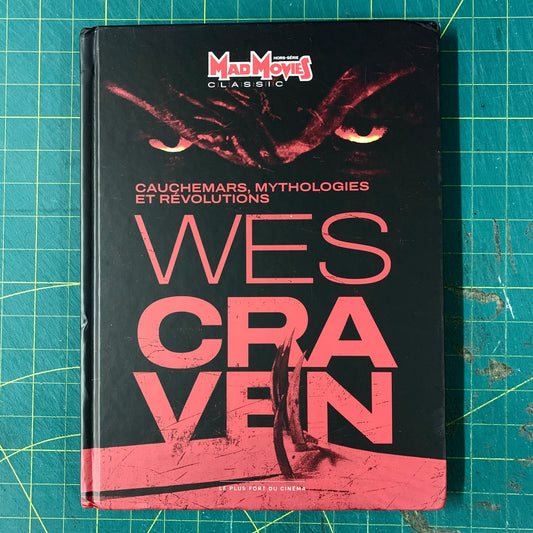 HORS-SÉRIE
MAD MOVIES
CLASSIC
CAUCHEMARS, MYTHOLOGIES
ET RÉVOLUTIONS
WES
CRA
VEN
LE PLUS FORT DU CINÉMA